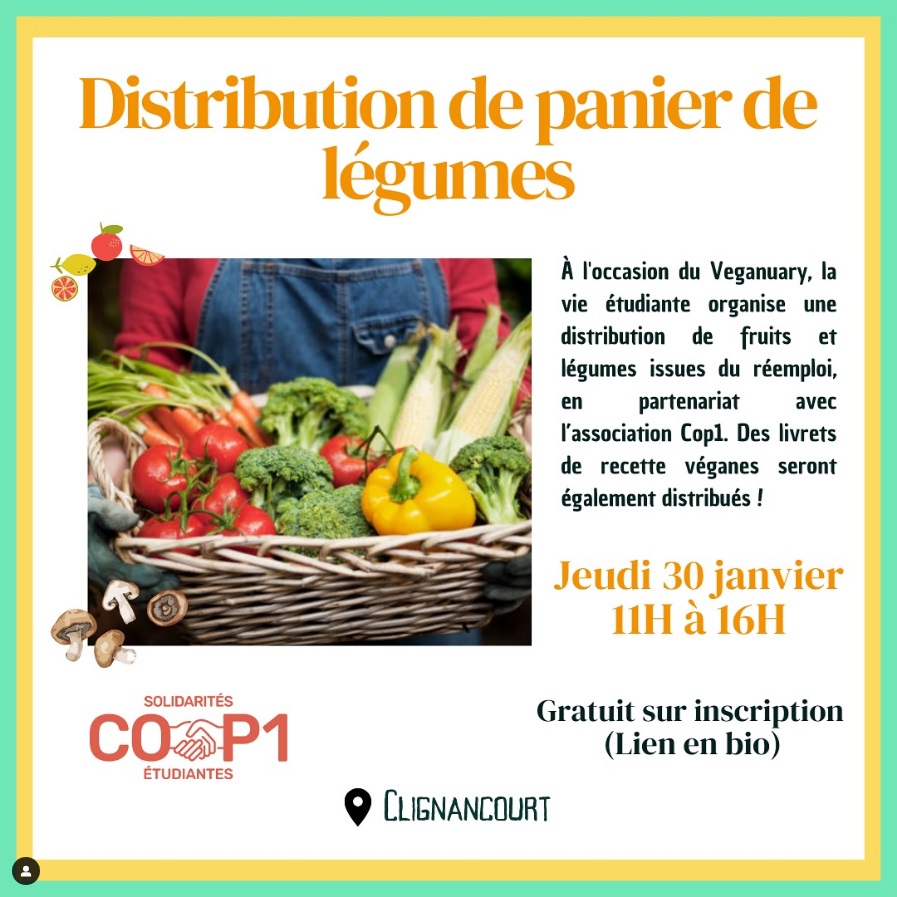 Distribution de panier de
légumes
À l'occasion du Veganuary, la
vie étudiante organise une
distribution de fruits et
légumes issues du réemploi,
en partenariat avec
l'association Cop1. Des livrets
de recette véganes seront
également distribués !
Jeudi 30 janvier
11H à 16H
SOLIDARITÉS
CO P1
ÉTUDIANTES
Gratuit sur inscription
(Lien en bio)
Clignancourt